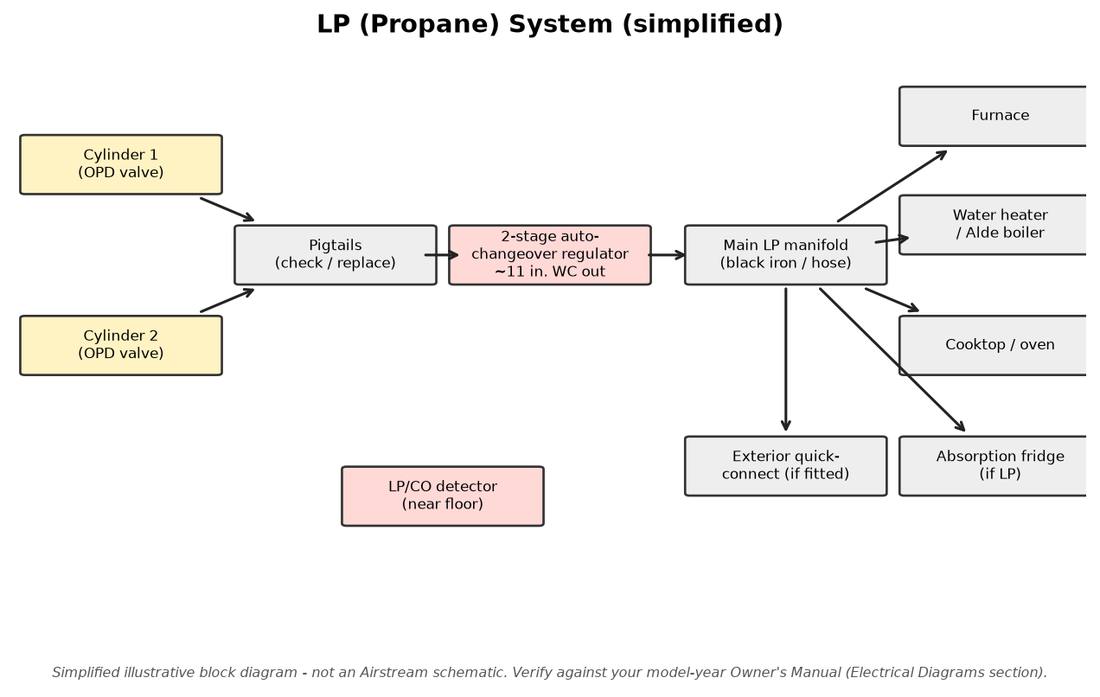 LP (Propane) System (simplified)
Furnace
Cylinder 1
(OPD valve)
Water heater
/ Alde boiler
Pigtails
(check / replace)
2-stage auto-
changeover regulator
~11 in. WC out
Main LP manifold
(black iron / hose)
Cylinder 2
(OPD valve)
Cooktop / oven
Exterior quick-
connect (if fitted)
Absorption fridge
(if LP)
LP/CO detector
(near floor)
Simplified illustrative block diagram - not an Airstream schematic. Verify against your model-year Owner's Manual (Electrical Diagrams section).